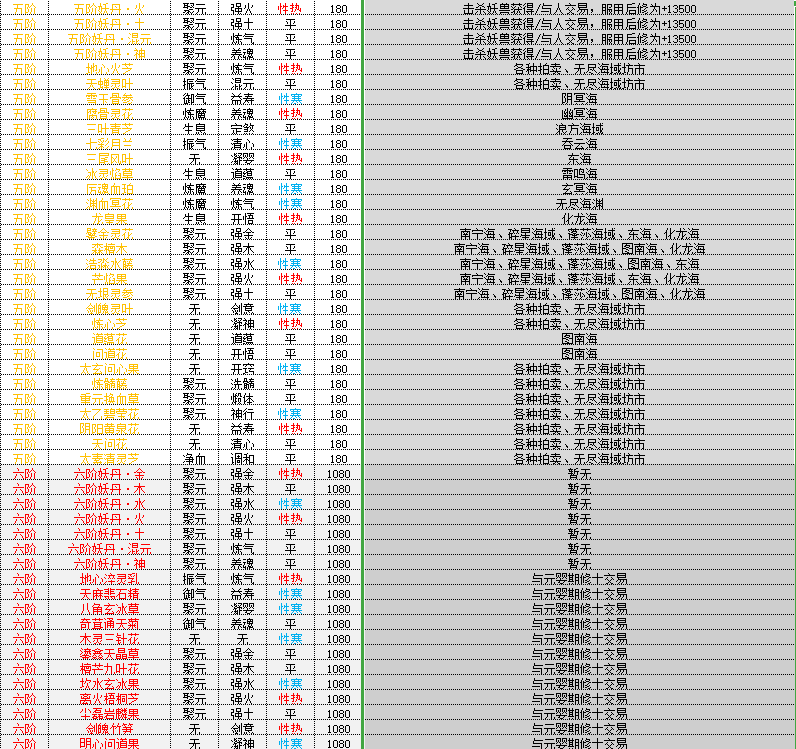 五阶 五阶妖丹·火 聚元 强火 性热 180 击杀妖兽获得/与人交易，服用后修为+13500
五阶 五阶妖丹·土 聚元 强土 平 180 击杀妖兽获得/与人交易，服用后修为+13500
五阶 五阶妖丹·混元 聚元 炼气 平 180 击杀妖兽获得/与人交易，服用后修为+13500
五阶 五阶妖丹·神 聚元 养魂 平 180 击杀妖兽获得/与人交易，服用后修为+13500
五阶 地心火芝 聚元 炼气 性热 180 各种拍卖、无尽海域坊市
五阶 天蝉灵叶 振气 混元 平 180 各种拍卖、无尽海域坊市
五阶 雪玉骨参 御气 益寿 性寒 180 阴冥海
五阶 腐骨灵花 炼魔 养魂 性热 180 幽冥海
五阶 三叶青芝 生息 定煞 平 180 浪方海域
五阶 七彩月兰 振气 清心 性寒 180 吞云海
五阶 三尾风叶 无 凝婴 性热 180 东海
五阶 冰灵焰草 生息 道蕴 平 180 雷鸣海
五阶 厉魂血珀 炼魔 养魂 性寒 180 玄冥海
五阶 渊血冥花 炼魔 炼气 性寒 180 无尽海渊
五阶 龙息果 生息 开悟 性热 180 化龙海
五阶 鎏金灵花 聚元 强金 平 180 南宁海、碎星海域、蓬莎海域、东海、化龙海
五阶 聚元 强木 平 180 南宁海、碎星海域、蓬莎海域、图南海、化龙海
五阶 聚元 强水 性寒 180 南宁海、碎星海域、蓬莎海域、图南海、东海
五阶 芒焰果 聚元 强火 性热 180 南宁海、碎星海域、蓬莎海域、东海、化龙海
五阶 无垠灵参 聚元 强土 平 180 南宁海、碎星海域、蓬莎海域、图南海、化龙海
五阶 剑魄灵叶 无 剑意 性寒 180 各种拍卖、无尽海域坊市
五阶 炼心芝 无 凝神 性热 180 各种拍卖、无尽海域坊市
五阶 道蕴花 无 道蕴 平 180 图南海
五阶 问道花 无 开悟 平 180 图南海
五阶 太玄问心果 无 开窍 性寒 180 各种拍卖、无尽海域坊市
五阶 炼髓藤 聚元 洗髓 平 180 各种拍卖、无尽海域坊市
五阶 重元换血草 聚元 煅体 平 180 各种拍卖、无尽海域坊市
五阶 太乙碧莹花 聚元 神行 性寒 180 各种拍卖、无尽海域坊市
五阶 阴阳黄泉花 无 益寿 性热 180 各种拍卖、无尽海域坊市
五阶 天问花 无 清心 平 180 各种拍卖、无尽海域坊市
五阶 太素清灵芝 净血 调和 平 180 各种拍卖、无尽海域坊市
六阶 六阶妖丹·金 聚元 强金 性热 1080 暂无
六阶 六阶妖丹·木 聚元 强木 平 1080 暂无
六阶 六阶妖丹·水 聚元 强水 性寒 1080 暂无
六阶 六阶妖丹·火 聚元 强火 性热 1080 暂无
六阶 六阶妖丹·土 聚元 强土 平 1080 暂无
六阶 六阶妖丹·混元 聚元 炼气 平 1080 暂无
六阶 六阶妖丹·神 聚元 养魂 平 1080 暂无
六阶 地心淬灵乳 振气 炼气 性热 1080 与元婴期修士交易
六阶 天麻翡石精 御气 益寿 性寒 1080 与元婴期修士交易
六阶 八角玄冰草 聚元 凝婴 性寒 1080 与元婴期修士交易
六阶 奇茸通天菊 御气 养魂 平 1080 与元婴期修士交易
六阶 木灵三针花 无 无 性寒 1080 与元婴期修士交易
六阶 鎏鑫天晶草 聚元 强金 平 1080 与元婴期修士交易
六阶 檀芒九叶花 聚元 强木 平 1080 与元婴期修士交易
六阶 坎水玄冰果 聚元 强水 性寒 1080 与元婴期修士交易
六阶 离火梧桐芝 聚元 强火 性热 1080 与元婴期修士交易
六阶 尘磊岩麟果 聚元 强土 平 1080 与元婴期修士交易
六阶 剑魄竹笋 无 剑意 性热 1080 与元婴期修士交易
六阶 明心问道果 无 凝神 性寒 1080 与元婴期修士交易